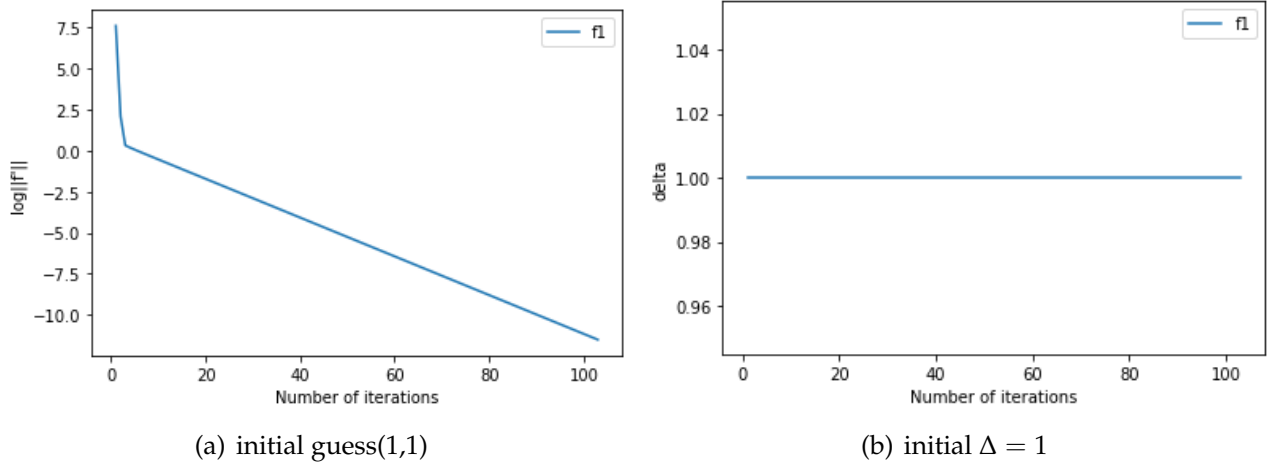 f1
7.5
5.0
2.5
0.0
−2.5
−5.0
−7.5
−10.0
log||f'||
0 20 40 60 80 100
Number of iterations
(a) initial guess(1,1)
f1
1.04
1.02
1.00
0.98
0.96
delta
0 20 40 60 80 100
Number of iterations
(b) initial Δ = 1